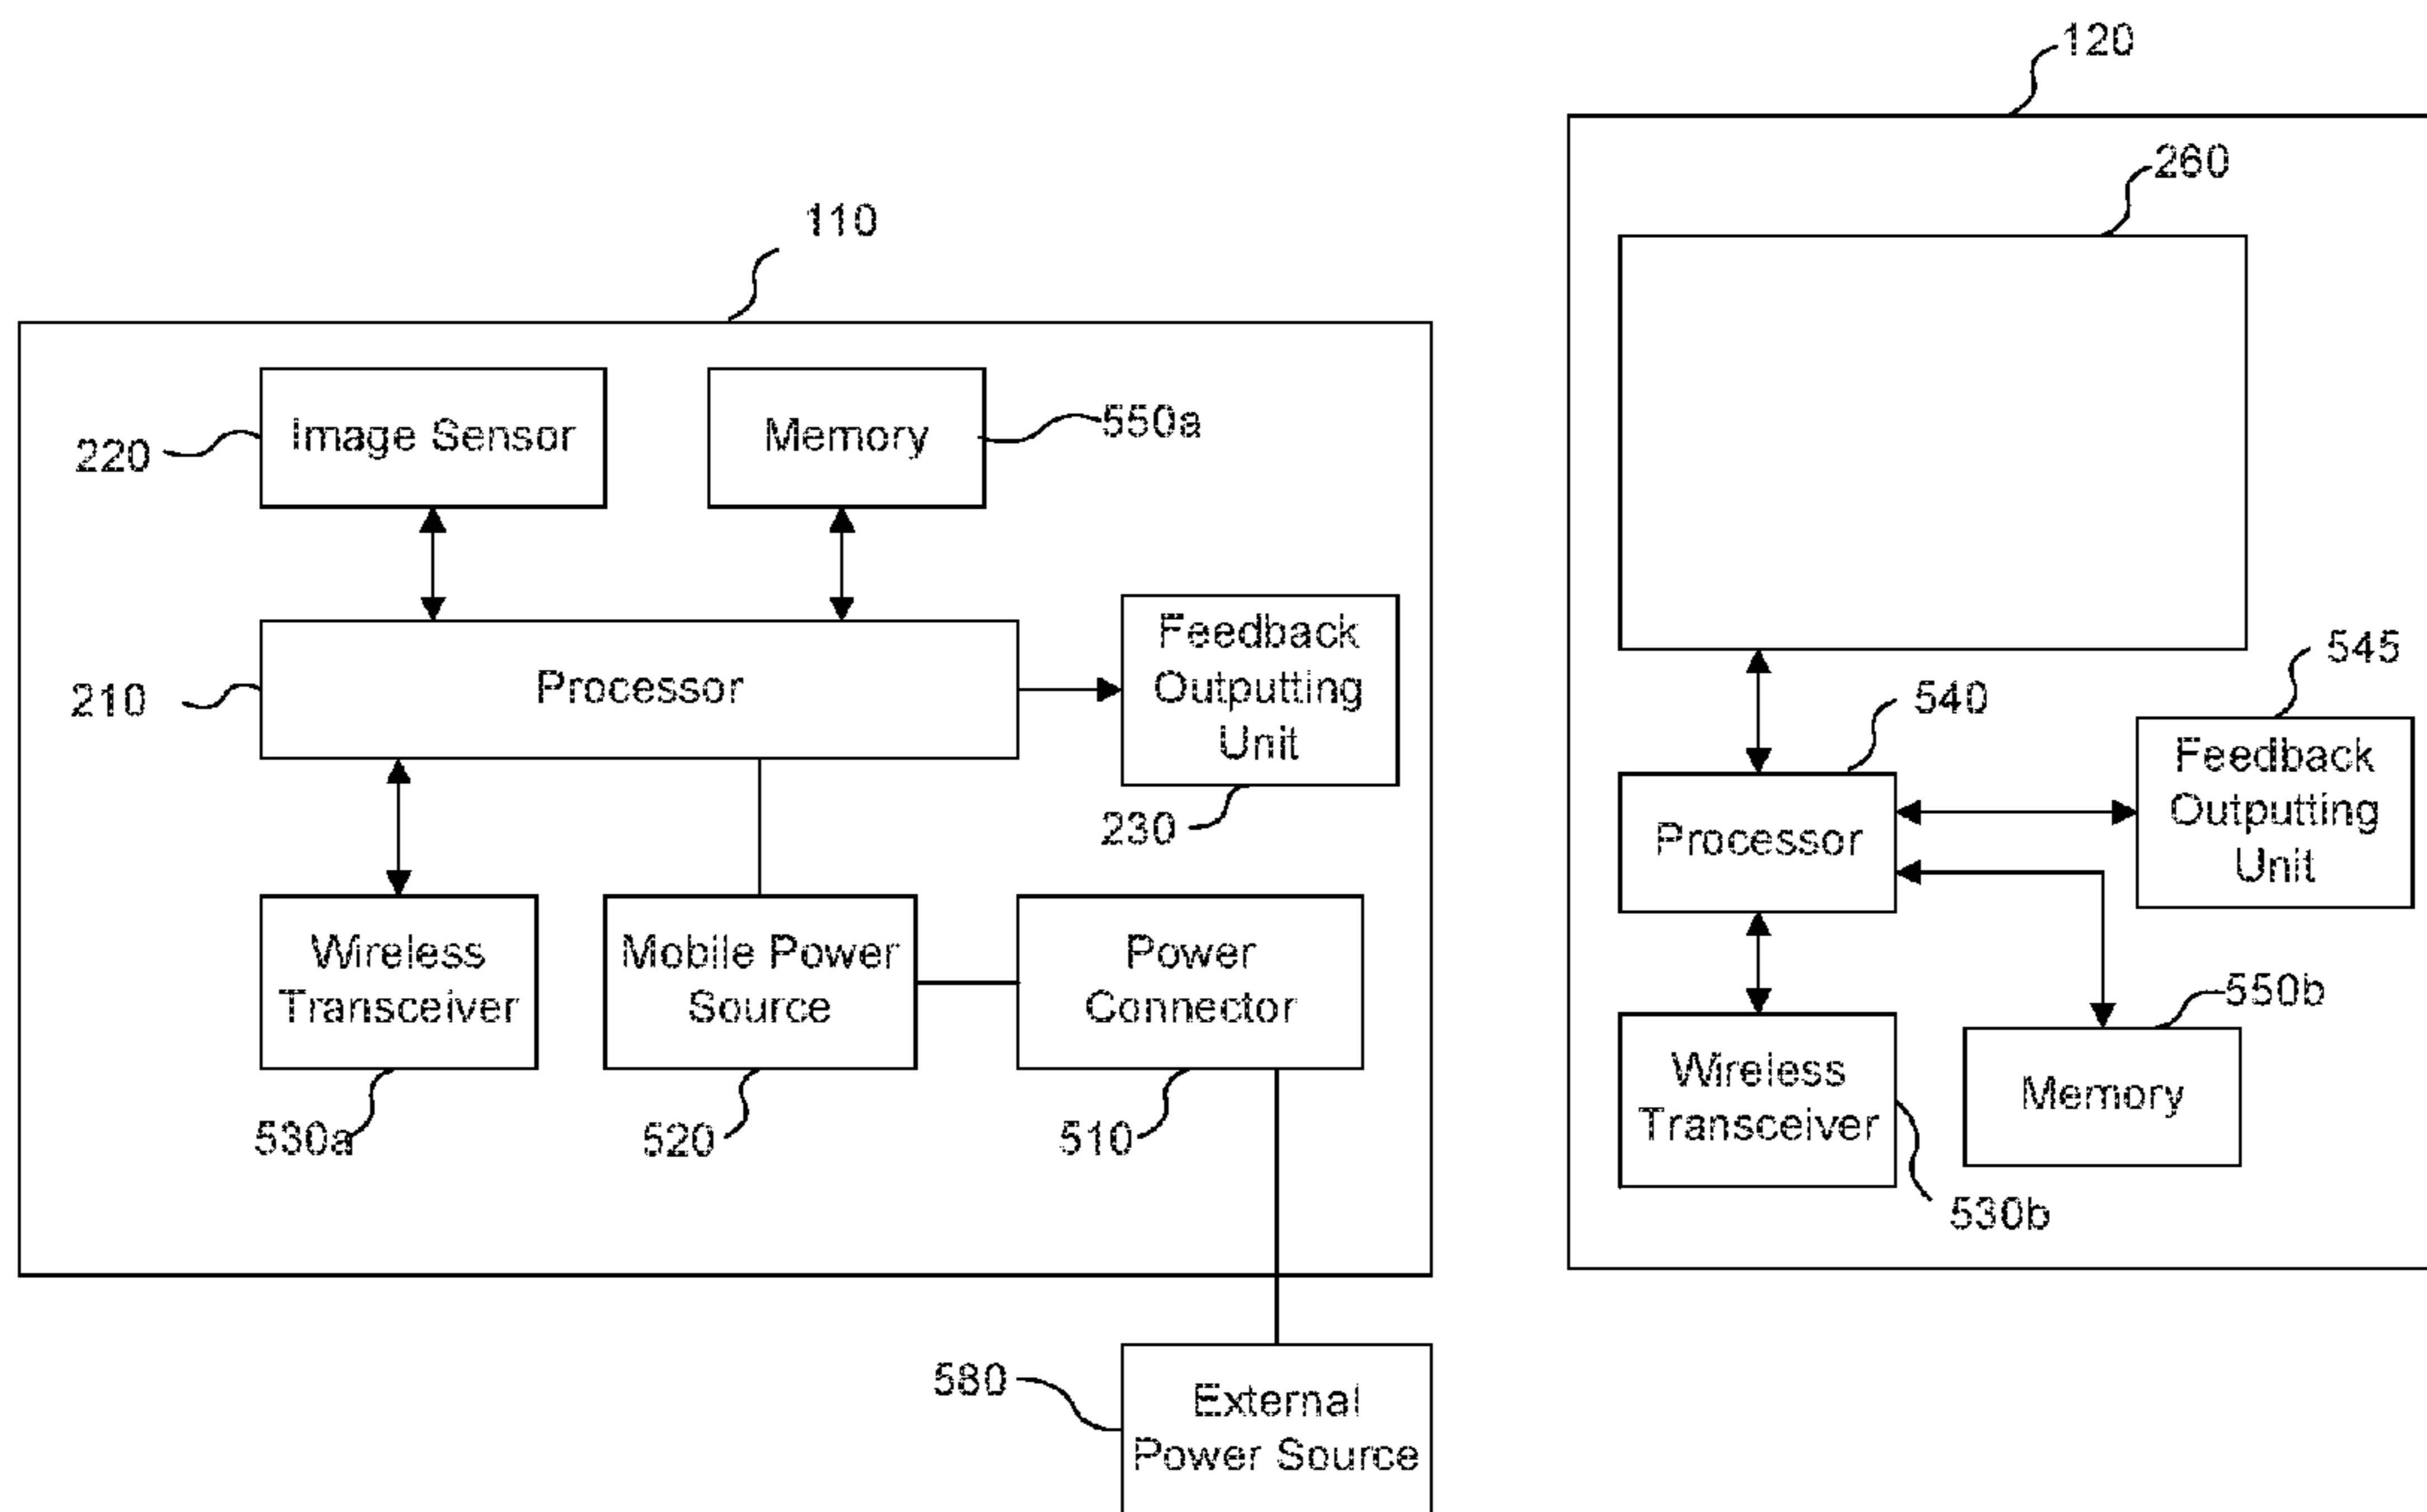 120
260
110
Image Sensor
Memory
550a
220
Processor
210
Feedback
Outputting
Unit
230
Wireless
Transceiver
530a
Mobile Power
Source
520
Power
Connector
510
580
External
Power Source
540
545
Processor
Feedback
Outputting
Unit
Wireless
Transceiver
530b
Memory
550b